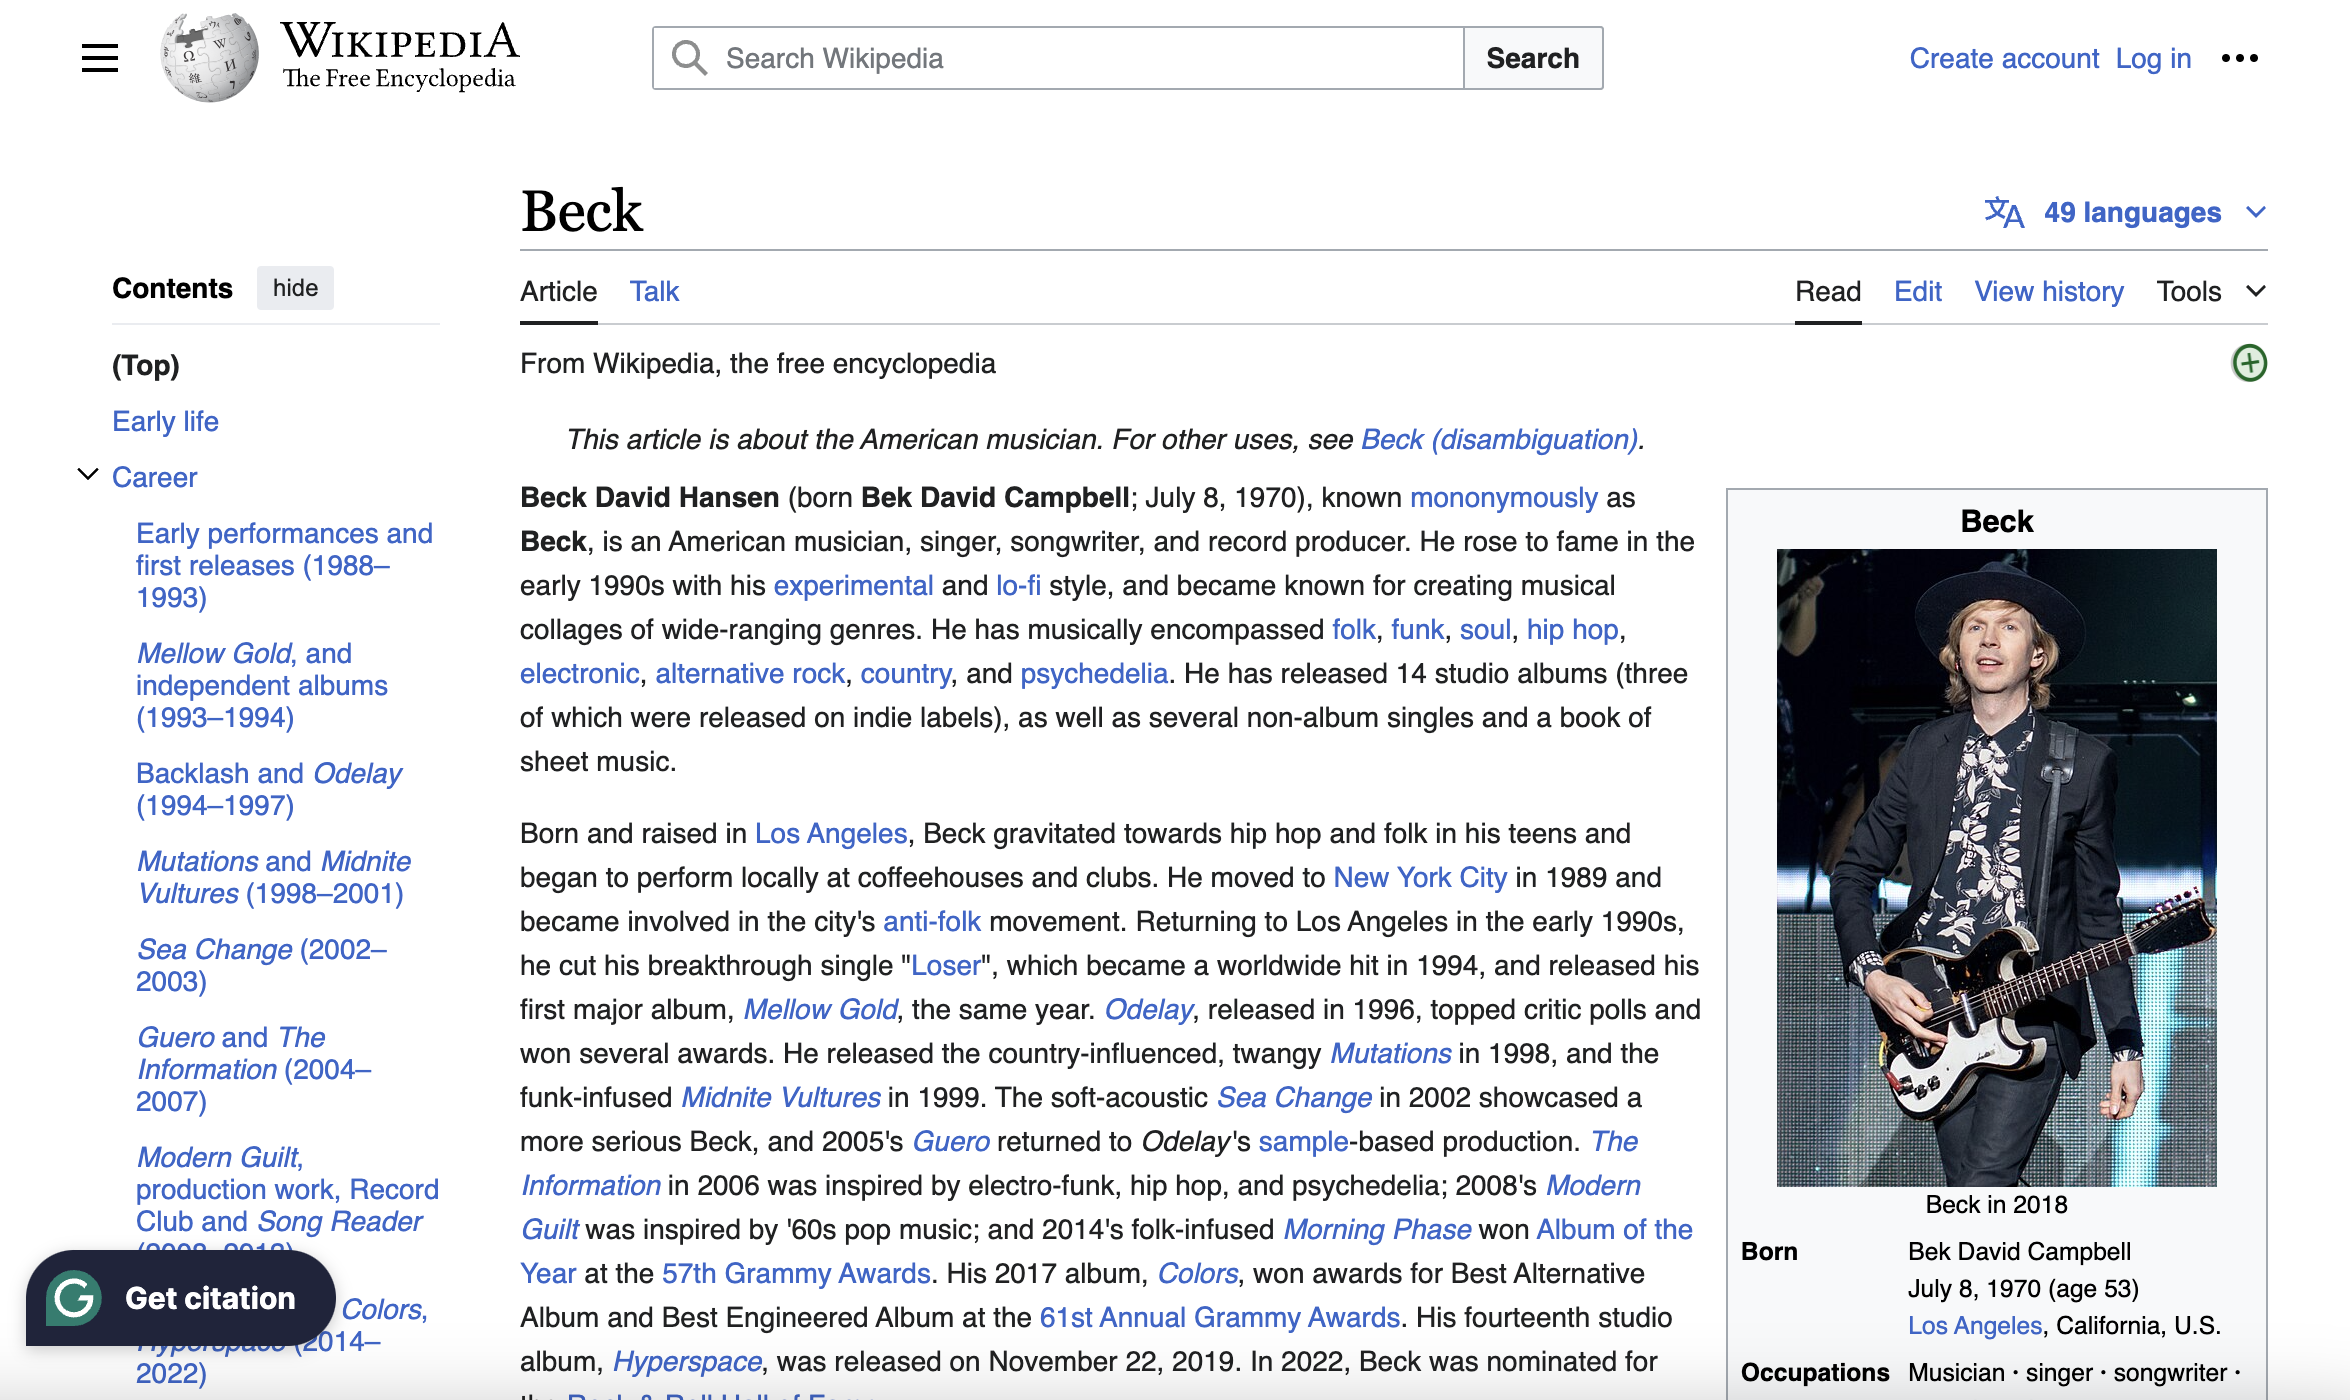 WIKIPEDIA
The Free Encyclopedia
Search Wikipedia
Search
Create account Log in
Beck
49 languages
Contents hide
(Top)
Early life
Career
Early performances and
first releases (1988–
1993)
Mellow Gold, and
independent albums
(1993–1994)
Backlash and Odelay
(1994–1997)
Mutations and Midnite
Vultures (1998–2001)
Sea Change (2002–
2003)
Guero and The
Information (2004–
2007)
Modern Guilt,
production work, Record
Club and Song Reader
Colors,
Hyperspace (2014–
2022)
Get citation
Article Talk
Read Edit View history Tools
From Wikipedia, the free encyclopedia
This article is about the American musician. For other uses, see Beck (disambiguation).
Beck David Hansen (born Bek David Campbell; July 8, 1970), known mononymously as
Beck, is an American musician, singer, songwriter, and record producer. He rose to fame in the
early 1990s with his experimental and lo-fi style, and became known for creating musical
collages of wide-ranging genres. He has musically encompassed folk, funk, soul, hip hop,
electronic, alternative rock, country, and psychedelia. He has released 14 studio albums (three
of which were released on indie labels), as well as several non-album singles and a book of
sheet music.
Born and raised in Los Angeles, Beck gravitated towards hip hop and folk in his teens and
began to perform locally at coffeehouses and clubs. He moved to New York City in 1989 and
became involved in the city's anti-folk movement. Returning to Los Angeles in the early 1990s,
he cut his breakthrough single "Loser", which became a worldwide hit in 1994, and released his
first major album, Mellow Gold, the same year. Odelay, released in 1996, topped critic polls and
won several awards. He released the country-influenced, twangy Mutations in 1998, and the
funk-infused Midnite Vultures in 1999. The soft-acoustic Sea Change in 2002 showcased a
more serious Beck, and 2005's Guero returned to Odelay's sample-based production. The
Information in 2006 was inspired by electro-funk, hip hop, and psychedelia; 2008's Modern
Guilt was inspired by '60s pop music; and 2014's folk-infused Morning Phase won Album of the
Year at the 57th Grammy Awards. His 2017 album, Colors, won awards for Best Alternative
Album and Best Engineered Album at the 61st Annual Grammy Awards. His fourteenth studio
album, Hyperspace, was released on November 22, 2019. In 2022, Beck was nominated for
Beck
Beck in 2018
Born Bek David Campbell
July 8, 1970 (age 53)
Los Angeles, California, U.S.
Occupations Musician · singer · songwriter ·